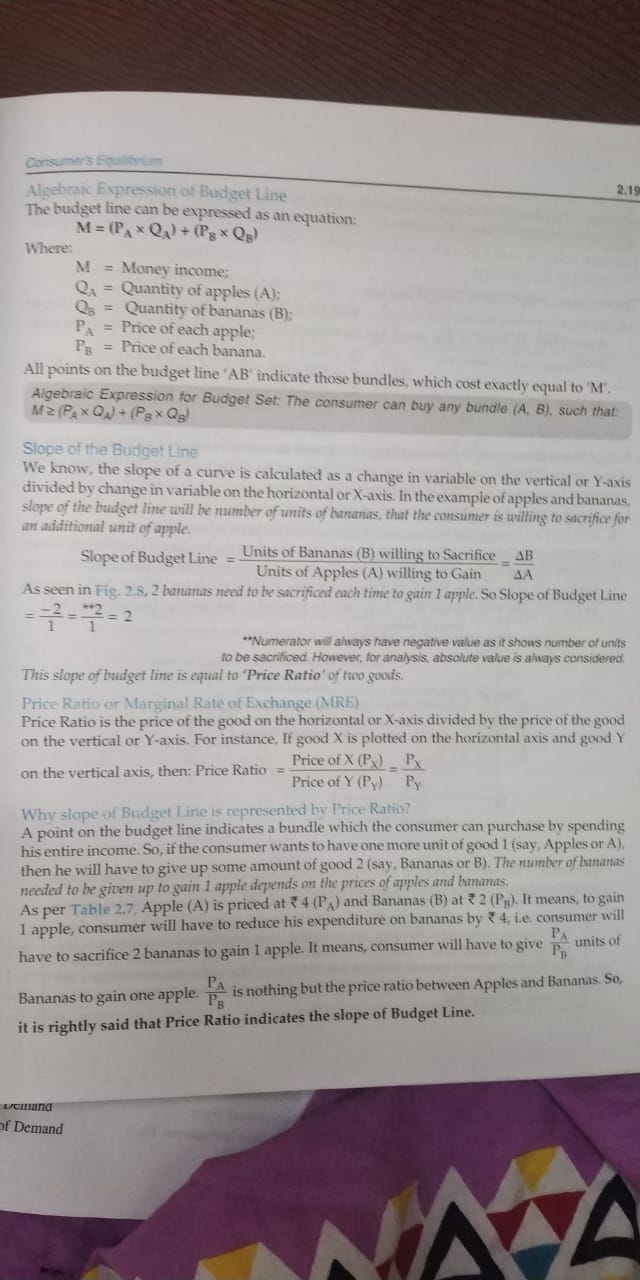 Consumer's Equilibrium
2.19
Algebraic Expression of Budget Line
The budget line can be expressed as an equation:
M = (P_A × Q_A) + (P_B × Q_B)
Where:
M = Money income;
Q_A = Quantity of apples (A);
Q_B = Quantity of bananas (B);
P_A = Price of each apple;
P_B = Price of each banana.
All points on the budget line 'AB' indicate those bundles, which cost exactly equal to 'M'.
Algebraic Expression for Budget Set: The consumer can buy any bundle (A, B), such that:
M ≥ (P_A × Q_A) + (P_B × Q_B)
Slope of the Budget Line
We know, the slope of a curve is calculated as a change in variable on the vertical or Y-axis
divided by change in variable on the horizontal or X-axis. In the example of apples and bananas,
slope of the budget line will be number of units of bananas, that the consumer is willing to sacrifice for
an additional unit of apple.
Slope of Budget Line = Units of Bananas (B) willing to Sacrifice / Units of Apples (A) willing to Gain = ΔB / ΔA
As seen in Fig. 2.8, 2 bananas need to be sacrificed each time to gain 1 apple. So Slope of Budget Line
= -2 / 1 = **2 / 1 = 2
**Numerator will always have negative value as it shows number of units
to be sacrificed. However, for analysis, absolute value is always considered.
This slope of budget line is equal to 'Price Ratio' of two goods.
Price Ratio or Marginal Rate of Exchange (MRE)
Price Ratio is the price of the good on the horizontal or X-axis divided by the price of the good
on the vertical or Y-axis. For instance, If good X is plotted on the horizontal axis and good Y
on the vertical axis, then: Price Ratio = Price of X (P_X) / Price of Y (P_Y) = P_X / P_Y
Why slope of Budget Line is represented by Price Ratio?
A point on the budget line indicates a bundle which the consumer can purchase by spending
his entire income. So, if the consumer wants to have one more unit of good 1 (say, Apples or A),
then he will have to give up some amount of good 2 (say, Bananas or B). The number of bananas
needed to be given up to gain 1 apple depends on the prices of apples and bananas.
As per Table 2.7, Apple (A) is priced at ₹ 4 (P_A) and Bananas (B) at ₹ 2 (P_B). It means, to gain
1 apple, consumer will have to reduce his expenditure on bananas by ₹ 4, i.e. consumer will
have to sacrifice 2 bananas to gain 1 apple. It means, consumer will have to give P_A / P_B units of
Bananas to gain one apple. P_A / P_B is nothing but the price ratio between Apples and Bananas. So,
it is rightly said that Price Ratio indicates the slope of Budget Line.
Demand
of Demand